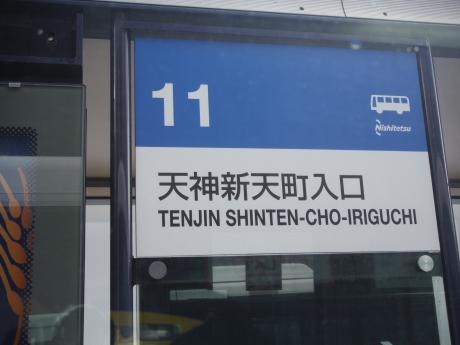 11
Nishitetsu
天神新天町入口
TENJIN SHINTEN-CHO-IRIGUCHI